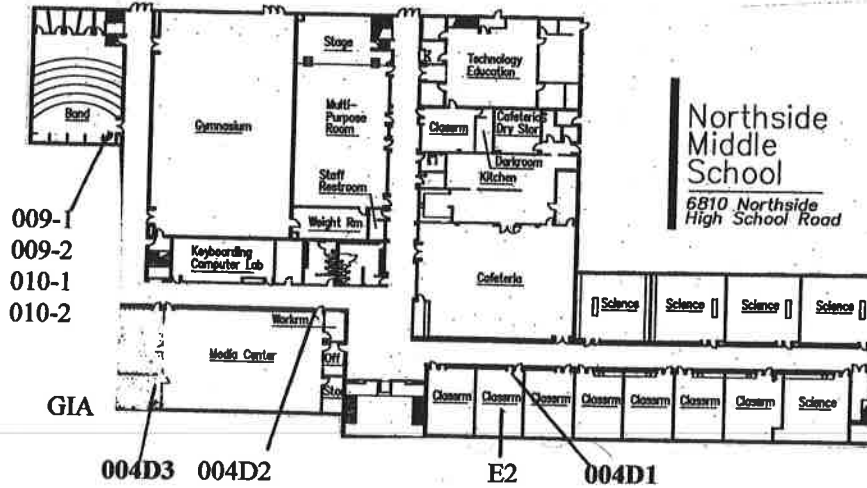 Stage
Technology
Education
Band
Gymnasium
Multi-
Purpose
Room
Classrm
Cafeteria
Dry Stor
Darkroom
Kitchen
Staff
Restroom
Weight Rm
Northside
Middle
School
6810 Northside
High School Road
009-1
009-2
010-1
010-2
Keyboarding
Computer Lab
Cafeteria
Science
Science
Science
Science
Workrm
Media Center
Off
Sto
GIA
Classrm
Classrm
Classrm
Classrm
Classrm
Classrm
Classrm
Science
004D3
004D2
E2
004D1